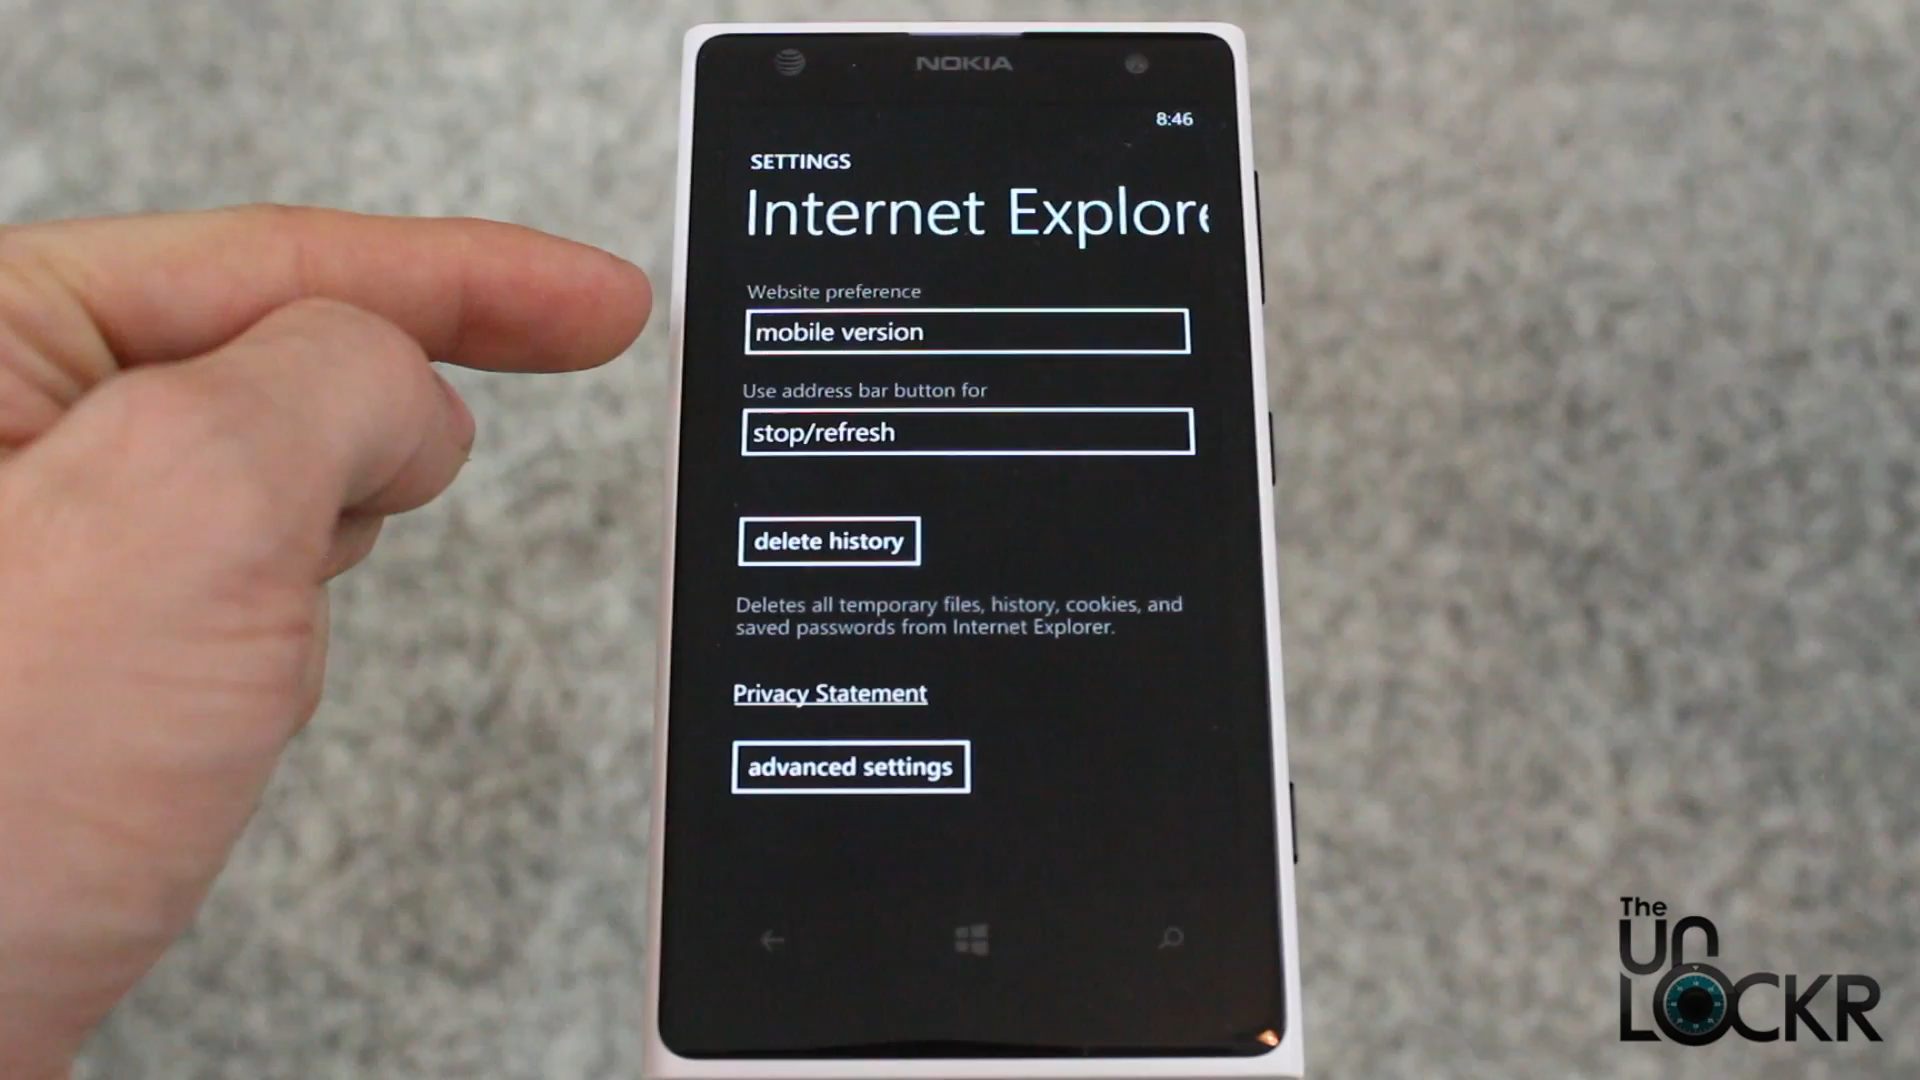 NOKIA
8:46
SETTINGS
Internet Explore
Website preference
mobile version
Use address bar button for
stop/refresh
delete history
Deletes all temporary files, history, cookies, and
saved passwords from Internet Explorer.
Privacy Statement
advanced settings
The
UN
LOCKR